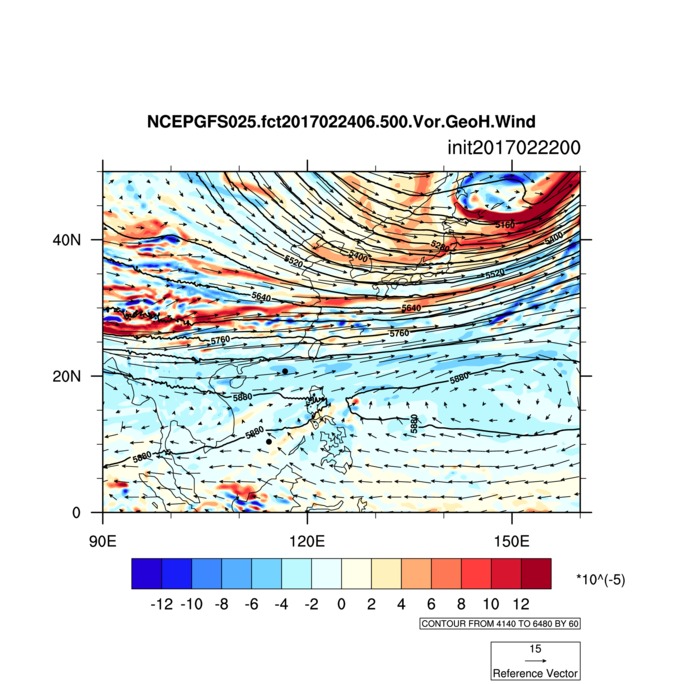 NCEPGFS025.fct2017022406.500.Vor.GeoH.Wind
init2017022200
5160
5280
5400
5400
5520
5520
40N
5640
5640
5760
5760
20N
5880
5880
5880
5880
5880
0
90E 120E 150E
-12 -10 -8 -6 -4 -2 0 2 4 6 8 10 12
*10^(-5)
CONTOUR FROM 4140 TO 6480 BY 60
15
Reference Vector